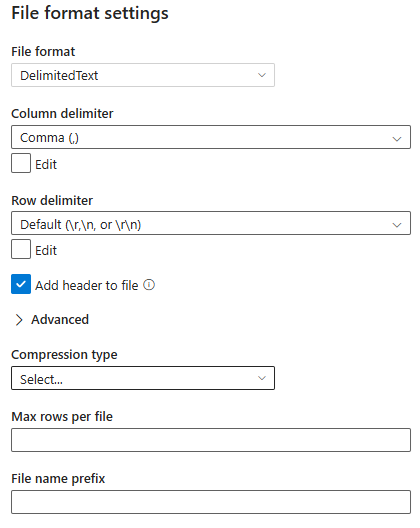 File format settings
File format
DelimitedText
Column delimiter
Comma (,)
Edit
Row delimiter
Default (\r,\n, or \r\n)
Edit
Add header to file
Advanced
Compression type
Select...
Max rows per file
File name prefix